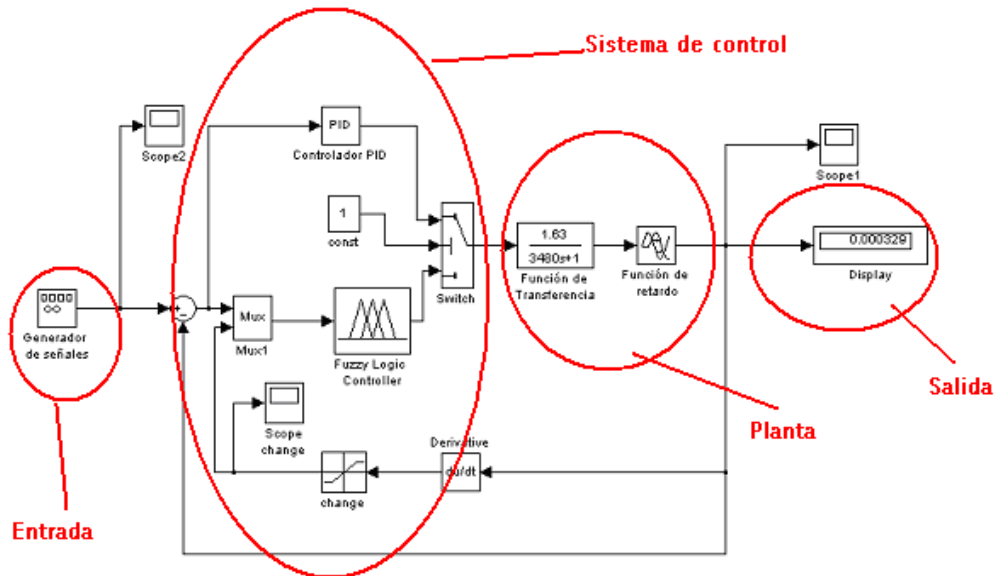 Sistema de control
PID
Controlador PID
Scope2
Scope1
1
const
Switch
1.63
3480s+1
Función de
Transferencia
Función de
retardo
0.000329
Display
Generador
de señales
Mux
Mux1
Fuzzy Logic
Controller
Salida
Planta
Scope
change
Derivative
du/dt
change
Entrada